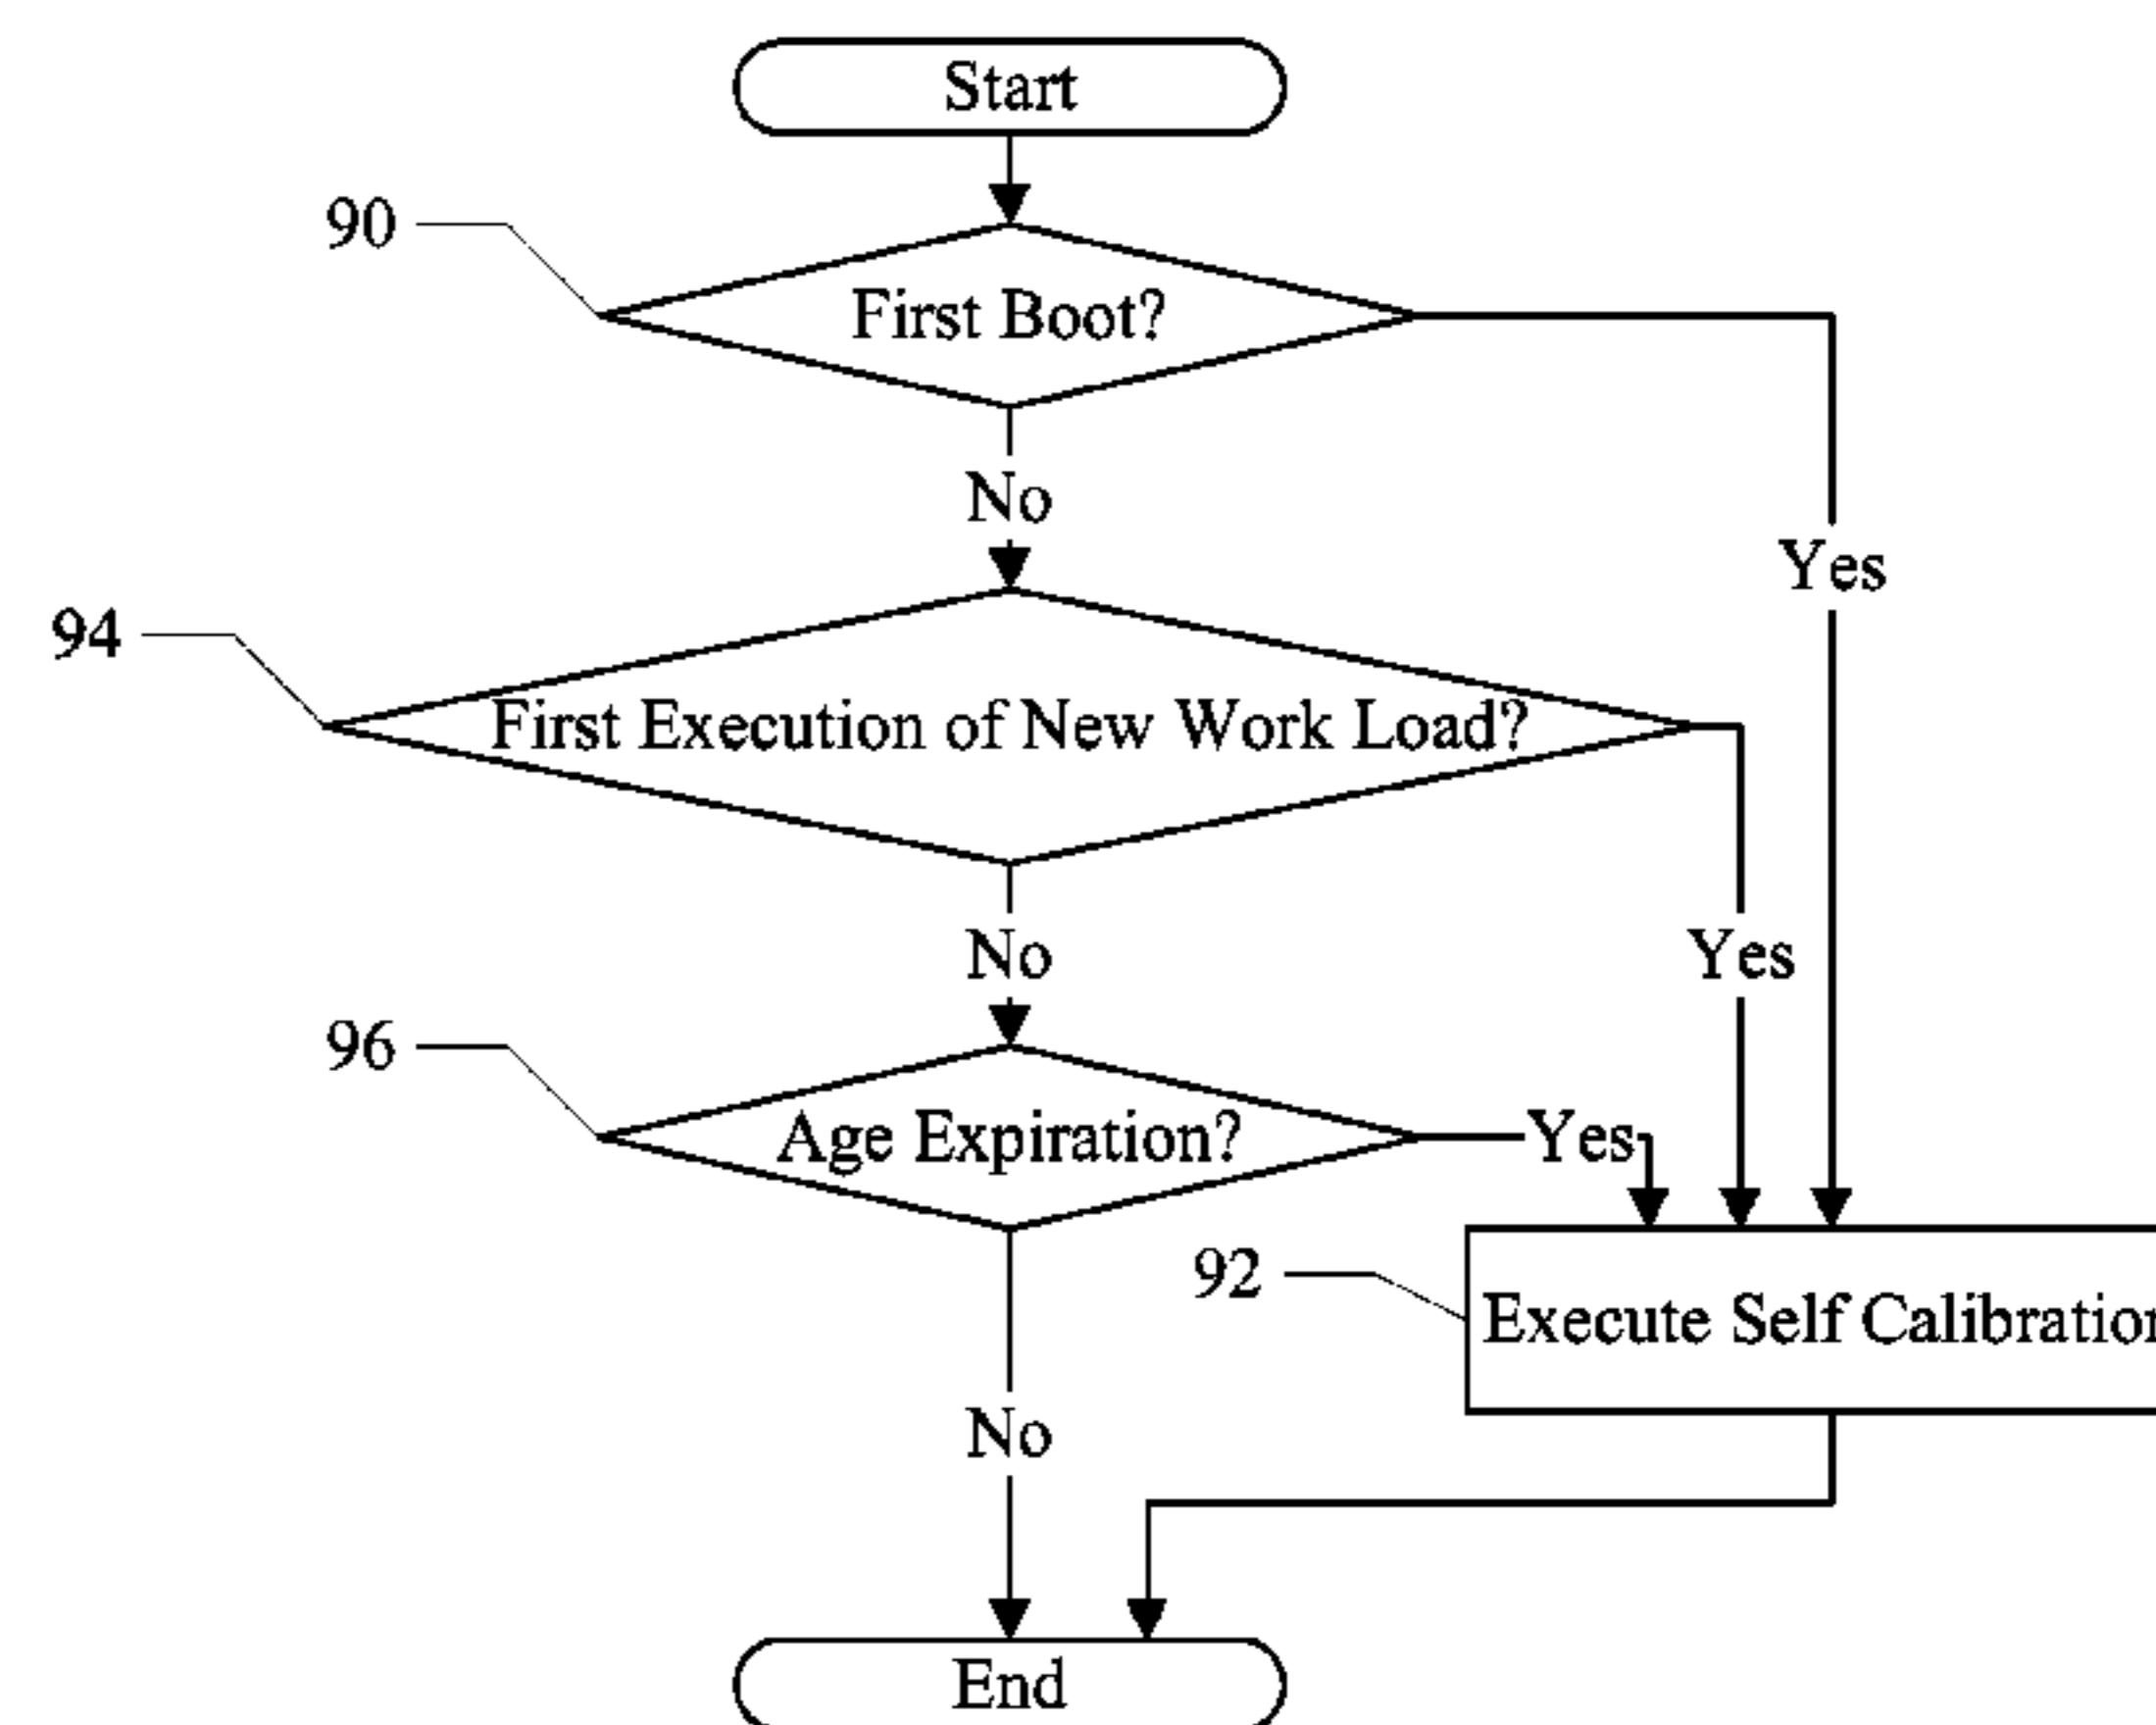 Start
90
First Boot?
No
Yes
94
First Execution of New Work Load?
No
Yes
96
Age Expiration?
Yes
92
Execute Self Calibration
No
End